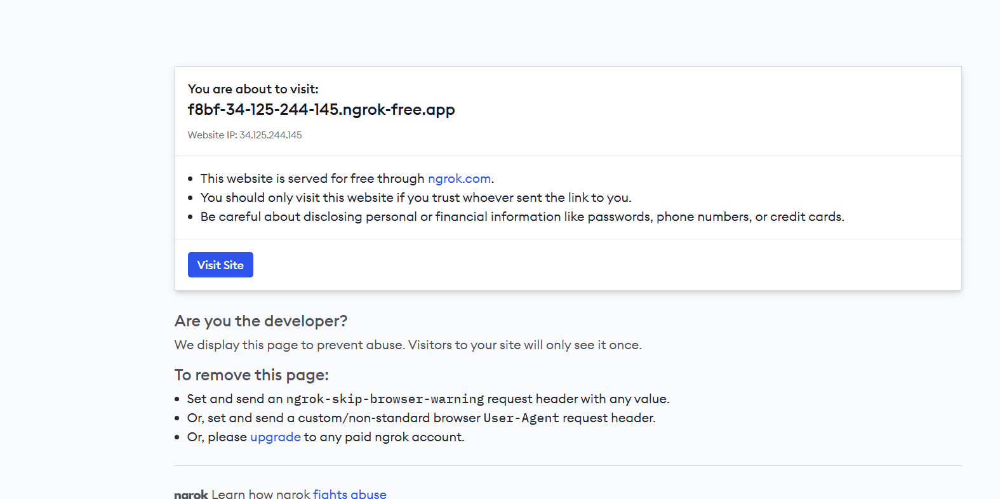 You are about to visit:
f8bf-34-125-244-145.ngrok-free.app
Website IP: 34.125.244.145
• This website is served for free through ngrok.com.
• You should only visit this website if you trust whoever sent the link to you.
• Be careful about disclosing personal or financial information like passwords, phone numbers, or credit cards.
Visit Site
Are you the developer?
We display this page to prevent abuse. Visitors to your site will only see it once.
To remove this page:
• Set and send an ngrok-skip-browser-warning request header with any value.
• Or, set and send a custom/non-standard browser User-Agent request header.
• Or, please upgrade to any paid ngrok account.
ngrok Learn how ngrok fights abuse